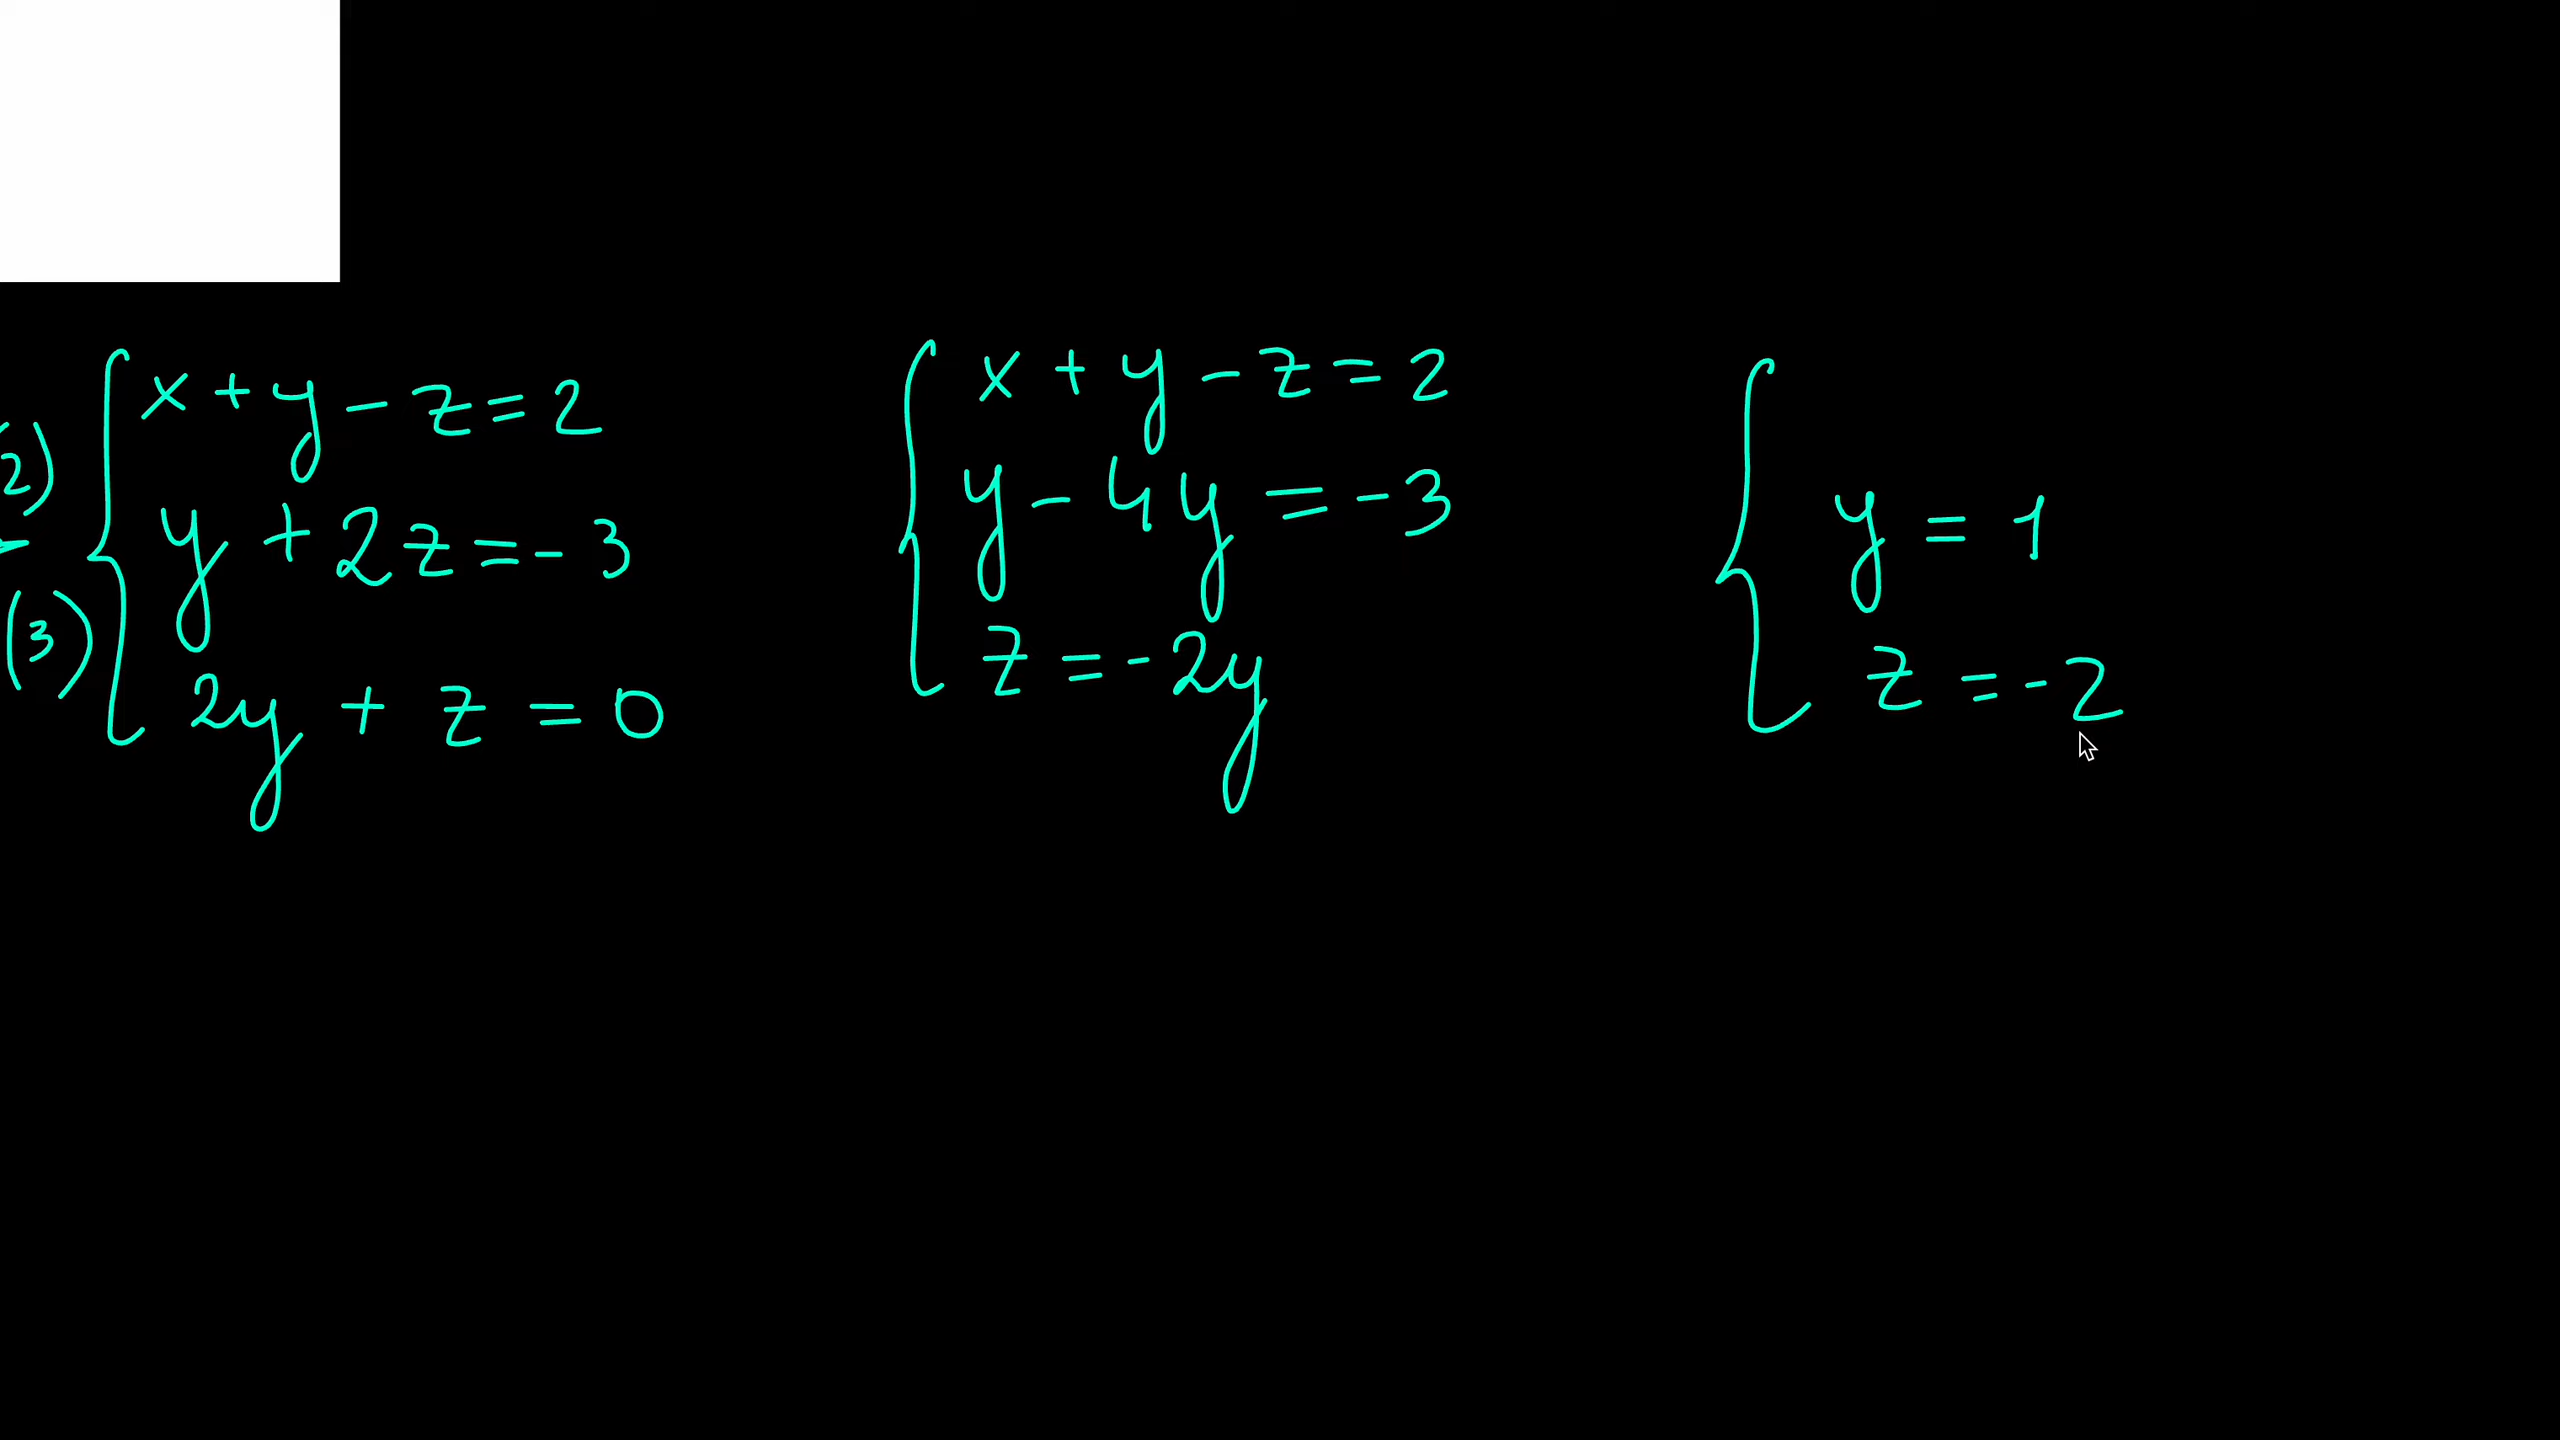 x + y - z = 2
y + 2z = -3
2y + z = 0
2)
(3)
x + y - z = 2
y - 4y = -3
z = -2y
y = 1
z = -2